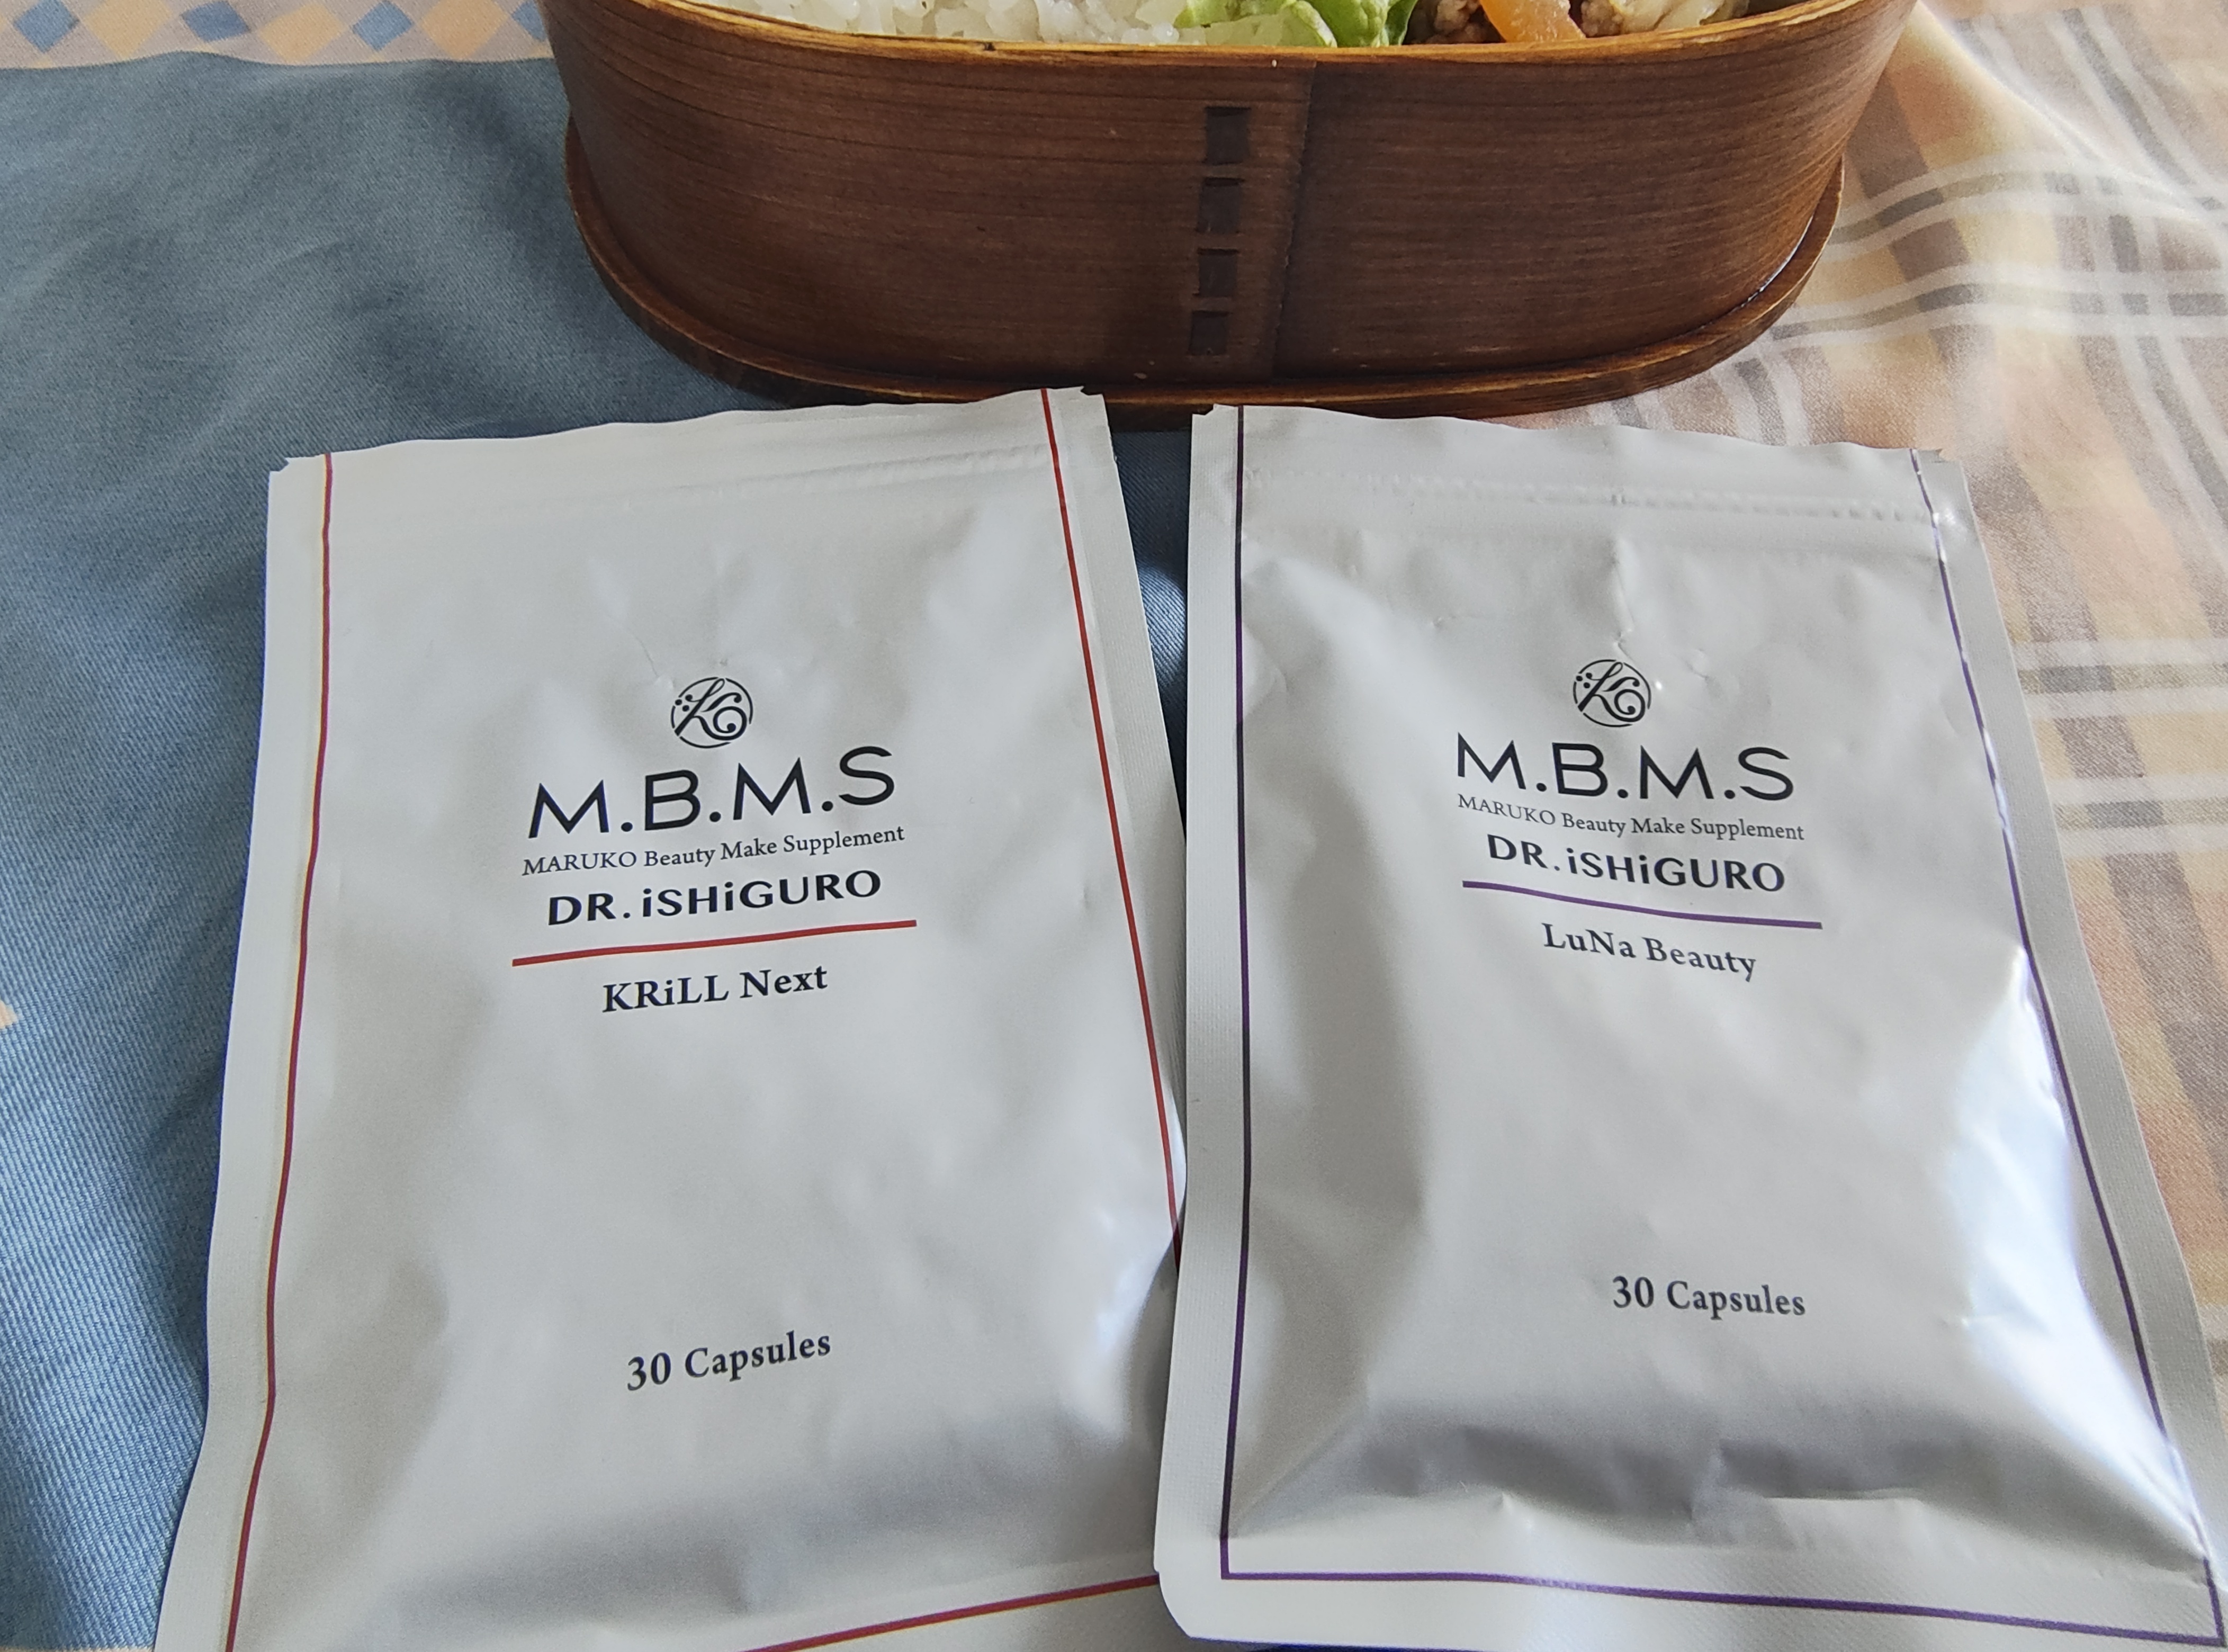 M.B.M.S
MARUKO Beauty Make Supplement
DR.iSHiGURO
KRiLL Next
30 Capsules
M.B.M.S
MARUKO Beauty Make Supplement
DR.iSHiGURO
LuNa Beauty
30 Capsules